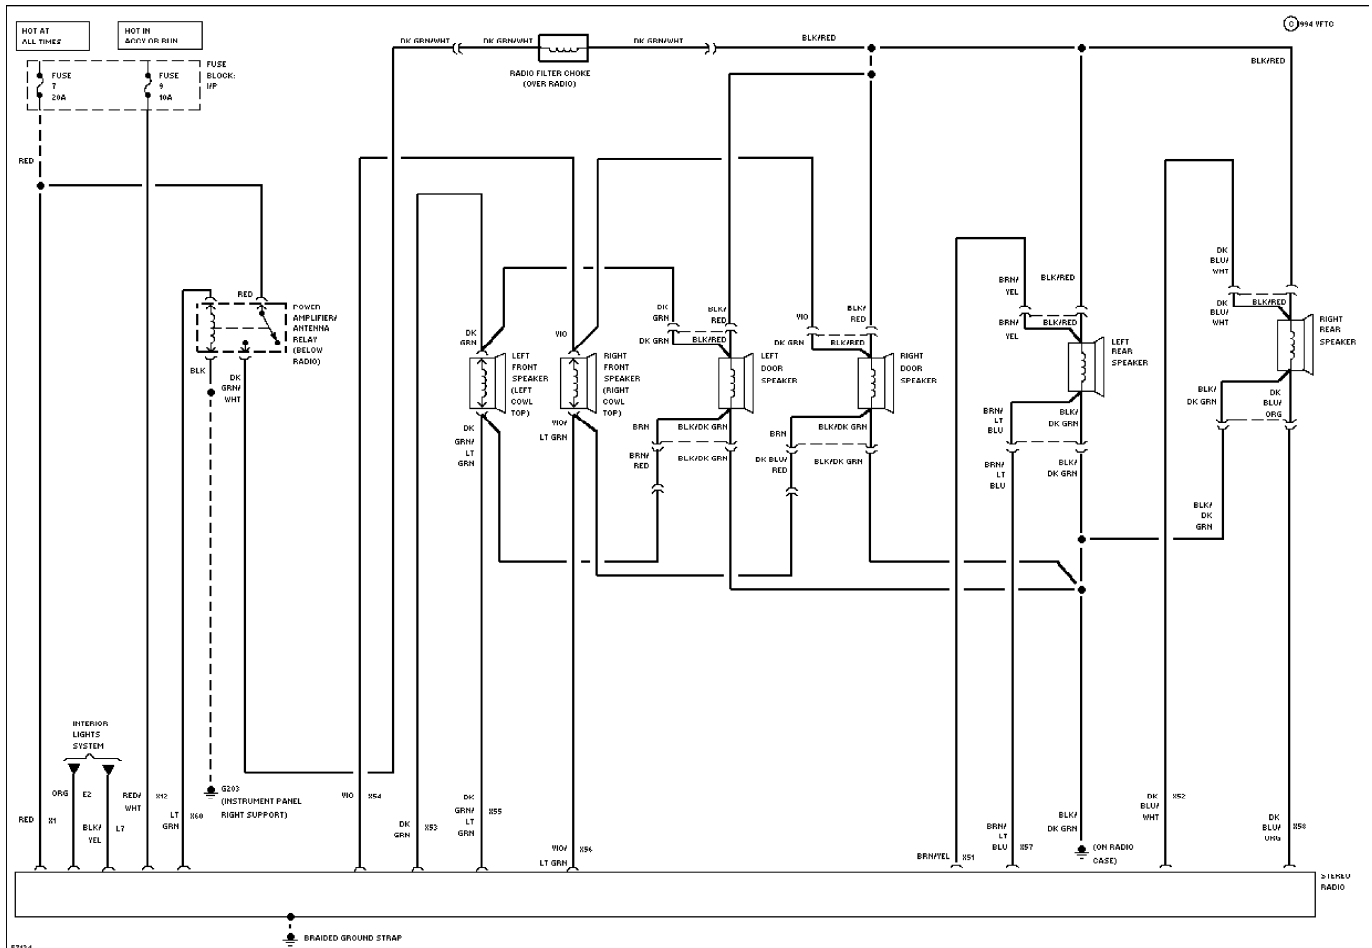 HOT AT
ALL TIMES
HOT IN
ACCY OR RUN
FUSE
7
20A
FUSE
9
10A
FUSE
BLOCK:
I/P
DK GRN/WHT
DK GRN/WHT
DK GRN/WHT
BLK/RED
C 1994 VFTC
BLK/RED
RADIO FILTER CHOKE
(OVER RADIO)
RED
RED
POWER
AMPLIFIER/
ANTENNA
RELAY
(BELOW
RADIO)
BLK
DK
GRN/
WHT
DK
GRN
LEFT
FRONT
SPEAKER
(LEFT
COWL
TOP)
DK
GRN/
LT
GRN
VIO
RIGHT
FRONT
SPEAKER
(RIGHT
COWL
TOP)
VIO/
LT GRN
DK
GRN
DK GRN
BLK/
RED
BLK/RED
LEFT
DOOR
SPEAKER
BRN
BLK/DK GRN
BRN/
RED
BLK/DK GRN
VIO
DK GRN
BLK/
RED
BLK/RED
RIGHT
DOOR
SPEAKER
BRN
BLK/DK GRN
DK BLU/
RED
BLK/DK GRN
BRN/
YEL
BLK/RED
BRN/
YEL
BLK/RED
LEFT
REAR
SPEAKER
BRN/
LT
BLU
BLK/
DK GRN
BRN/
LT
BLU
BLK/
DK GRN
DK
BLU/
WHT
DK
BLU/
WHT
BLK/RED
RIGHT
REAR
SPEAKER
BLK/
DK GRN
DK
BLU/
ORG
BLK/
DK
GRN
INTERIOR
LIGHTS
SYSTEM
RED
X1
ORG
E2
BLK/
YEL
L7
RED/
WHT
X12
LT
GRN
X60
G203
(INSTRUMENT PANEL
RIGHT SUPPORT)
VIO
X54
DK
GRN
X53
DK
GRN/
LT
GRN
X55
VIO/
LT GRN
X56
BRN/YEL
X51
BRN/
LT
BLU
X57
BLK/
DK GRN
(ON RADIO
CASE)
DK
BLU/
WHT
X52
DK
BLU/
ORG
X58
STEREO
RADIO
BRAIDED GROUND STRAP